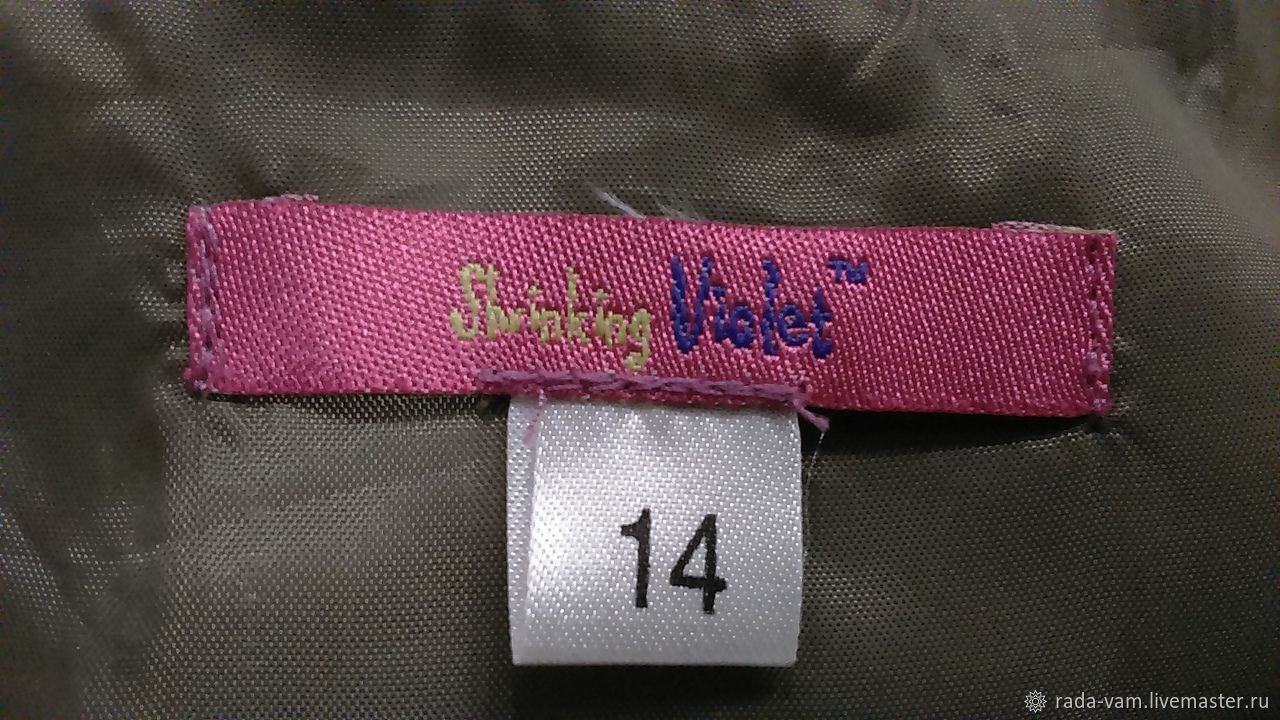 Shrinking Violet™
14
rada-vam.livemaster.ru